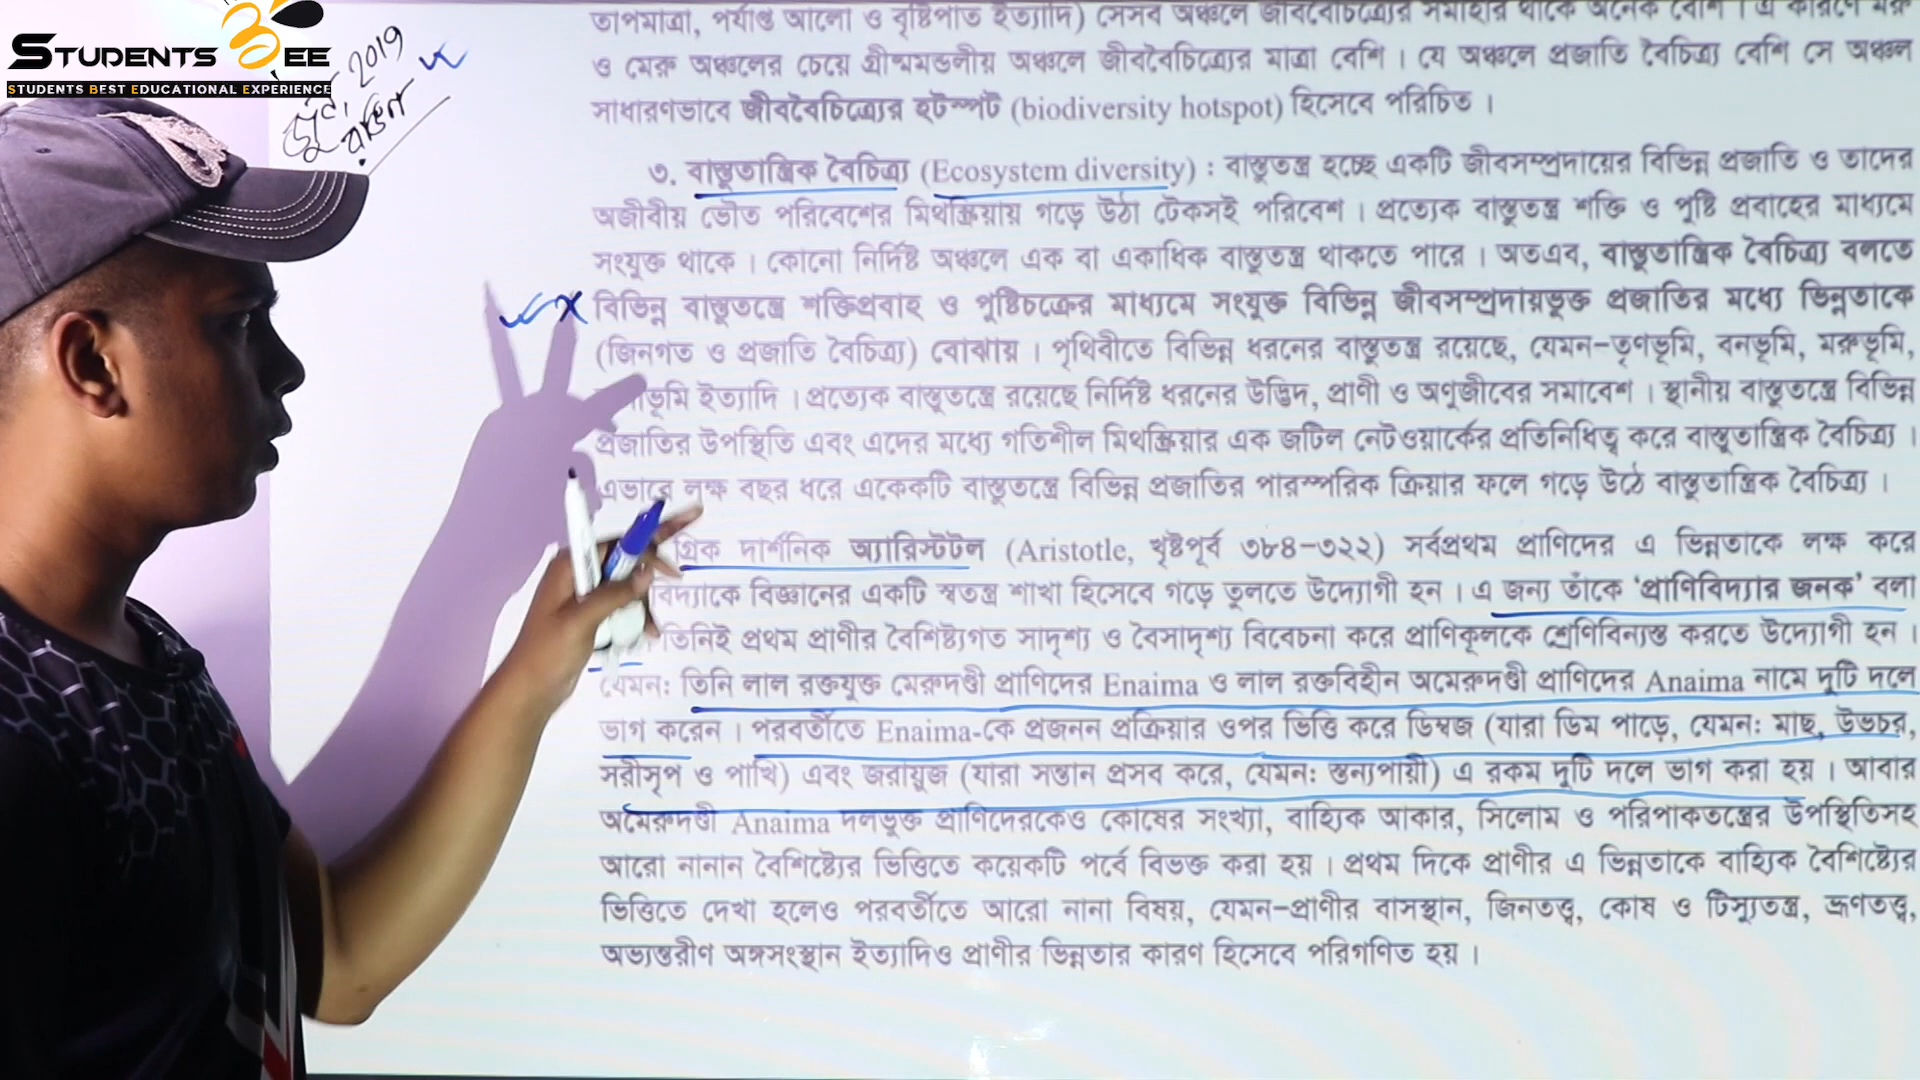 STUDENTS BEE
STUDENTS BEST EDUCATIONAL EXPERIENCE
2019
তাপমাত্রা, পর্যাপ্ত আলো ও বৃষ্টিপাত ইত্যাদি) সেসব অঞ্চলে জীববৈচিত্র্যের সমাহার থাকে অনেক বেশি। এ কারণে মরু
ও মেরু অঞ্চলের চেয়ে গ্রীষ্মমন্ডলীয় অঞ্চলে জীববৈচিত্র্যের মাত্রা বেশি। যে অঞ্চলে প্রজাতি বৈচিত্র্য বেশি সে অঞ্চল
সাধারণভাবে জীববৈচিত্র্যের হটস্পট (biodiversity hotspot) হিসেবে পরিচিত।
৩. বাস্তুতান্ত্রিক বৈচিত্র্য (Ecosystem diversity) : বাস্তুতন্ত্র হচ্ছে একটি জীবসম্প্রদায়ের বিভিন্ন প্রজাতি ও তাদের
অজীবীয় ভৌত পরিবেশের মিথষ্ক্রিয়ায় গড়ে উঠা টেকসই পরিবেশ। প্রত্যেক বাস্তুতন্ত্র শক্তি ও পুষ্টি প্রবাহের মাধ্যমে
সংযুক্ত থাকে। কোনো নির্দিষ্ট অঞ্চলে এক বা একাধিক বাস্তুতন্ত্র থাকতে পারে। অতএব, বাস্তুতান্ত্রিক বৈচিত্র্য বলতে
বিভিন্ন বাস্তুতন্ত্রে শক্তিপ্রবাহ ও পুষ্টিচক্রের মাধ্যমে সংযুক্ত বিভিন্ন জীবসম্প্রদায়ভুক্ত প্রজাতির মধ্যে ভিন্নতাকে
(জিনগত ও প্রজাতি বৈচিত্র্য) বোঝায়। পৃথিবীতে বিভিন্ন ধরনের বাস্তুতন্ত্র রয়েছে, যেমন-তৃণভূমি, বনভূমি, মরুভূমি,
ইত্যাদি। প্রত্যেক বাস্তুতন্ত্রে রয়েছে নির্দিষ্ট ধরনের উদ্ভিদ, প্রাণী ও অণুজীবের সমাবেশ। স্থানীয় বাস্তুতন্ত্রে বিভিন্ন
প্রজাতির উপস্থিতি এবং এদের মধ্যে গতিশীল মিথষ্ক্রিয়ার এক জটিল নেটওয়ার্কের প্রতিনিধিত্ব করে বাস্তুতান্ত্রিক বৈচিত্র্য।
এভাবে লক্ষ বছর ধরে একেকটি বাস্তুতন্ত্রে বিভিন্ন প্রজাতির পারস্পরিক ক্রিয়ার ফলে গড়ে উঠে বাস্তুতান্ত্রিক বৈচিত্র্য।
গ্রিক দার্শনিক অ্যারিস্টটল (Aristotle, খৃষ্টপূর্ব ৩৮৪-৩২২) সর্বপ্রথম প্রাণিদের এ ভিন্নতাকে লক্ষ করে
বিজ্ঞানের একটি স্বতন্ত্র শাখা হিসেবে গড়ে তুলতে উদ্যোগী হন। এ জন্য তাঁকে ‘প্রাণিবিদ্যার জনক’ বলা
তিনিই প্রথম প্রাণীর বৈশিষ্ট্যগত সাদৃশ্য ও বৈসাদৃশ্য বিবেচনা করে প্রাণিকূলকে শ্রেণিবিন্যস্ত করতে উদ্যোগী হন।
যেমন: তিনি লাল রক্তযুক্ত মেরুদণ্ডী প্রাণিদের Enaima ও লাল রক্তবিহীন অমেরুদণ্ডী প্রাণিদের Anaima নামে দুটি দলে
ভাগ করেন। পরবর্তীতে Enaima-কে প্রজনন প্রক্রিয়ার ওপর ভিত্তি করে ডিম্বজ (যারা ডিম পাড়ে, যেমন: মাছ, উভচর,
সরীসৃপ ও পাখি) এবং জরায়ুজ (যারা সন্তান প্রসব করে, যেমন: স্তন্যপায়ী) এ রকম দুটি দলে ভাগ করা হয়। আবার
অমেরুদণ্ডী Anaima দলভুক্ত প্রাণিদেরকেও কোষের সংখ্যা, বাহ্যিক আকার, সিলোম ও পরিপাকতন্ত্রের উপস্থিতিসহ
আরো নানান বৈশিষ্ট্যের ভিত্তিতে কয়েকটি পর্বে বিভক্ত করা হয়। প্রথম দিকে প্রাণীর এ ভিন্নতাকে বাহ্যিক বৈশিষ্ট্যের
ভিত্তিতে দেখা হলেও পরবর্তীতে আরো নানা বিষয়, যেমন-প্রাণীর বাসস্থান, জিনতত্ত্ব, কোষ ও টিস্যুতন্ত্র, ভ্রূণতত্ত্ব,
অভ্যন্তরীণ অঙ্গসংস্থান ইত্যাদিও প্রাণীর ভিন্নতার কারণ হিসেবে পরিগণিত হয়।